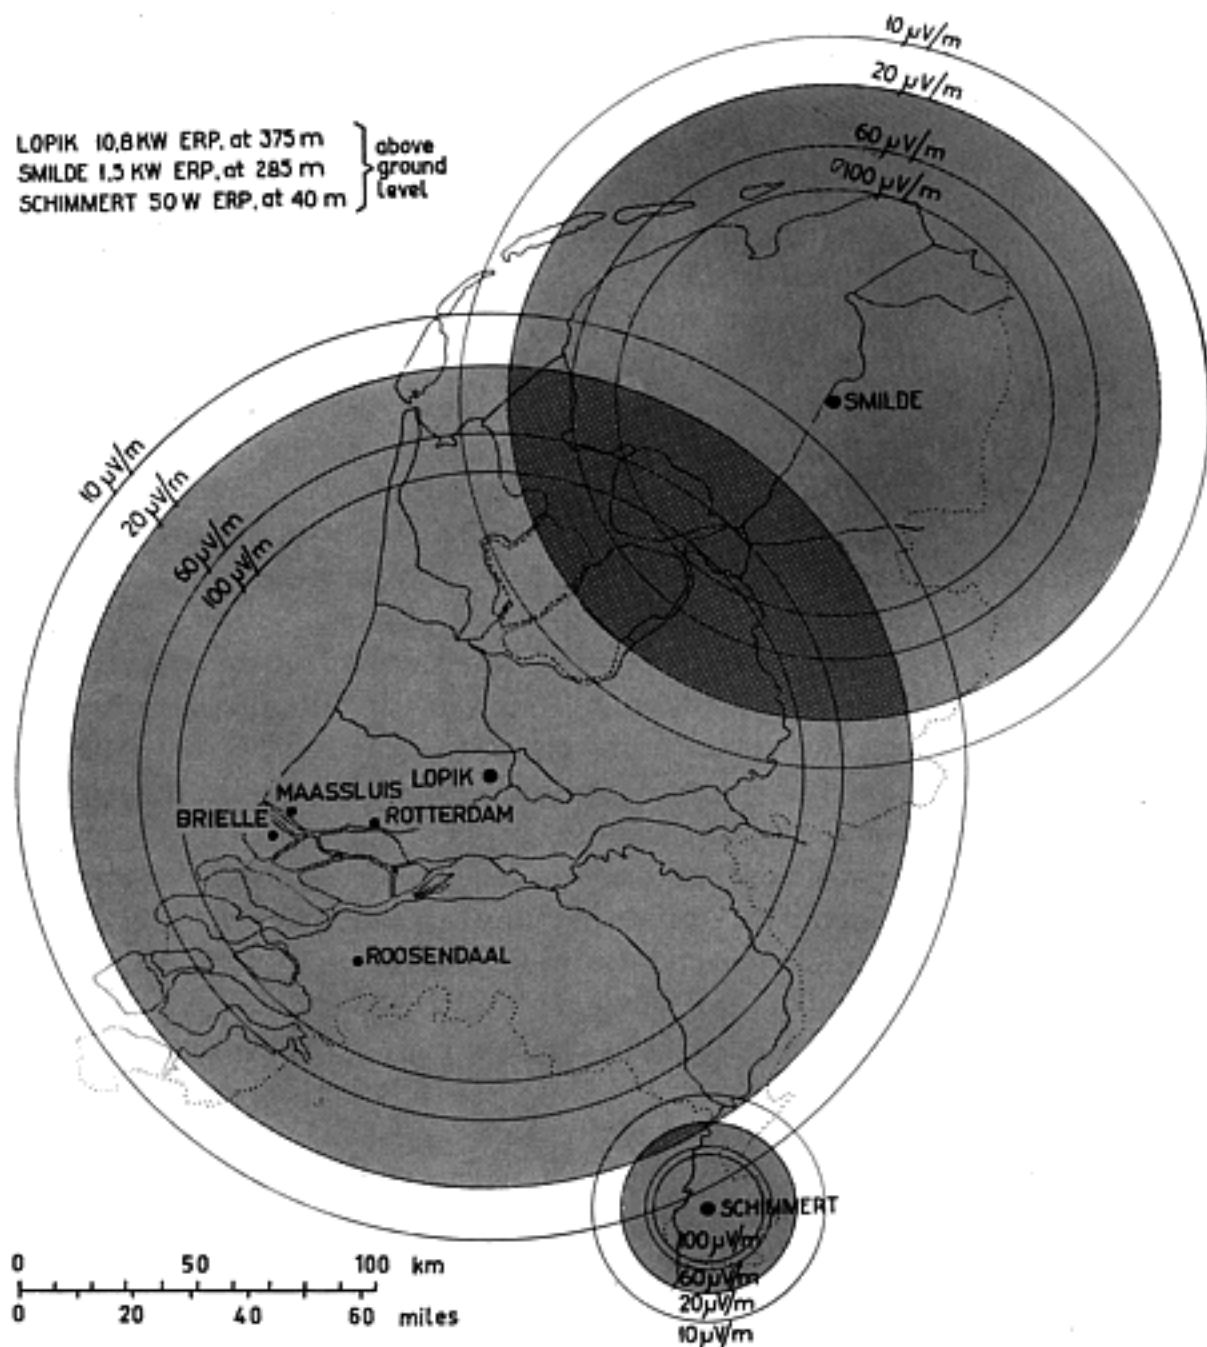 10 µV/m
20 µV/m
60 µV/m
100 µV/m
LOPIK 10,8 KW ERP, at 375 m
SMILDE 1.5 KW ERP, at 285 m
SCHIMMERT 50 W ERP, at 40 m
above
ground
level
SMILDE
10 µV/m
20 µV/m
60 µV/m
100 µV/m
LOPIK
MAASSLUIS
BRIELLE
ROTTERDAM
ROOSENDAAL
SCHIMMERT
100 µV/m
60 µV/m
20 µV/m
10 µV/m
0 50 100 km
0 20 40 60 miles